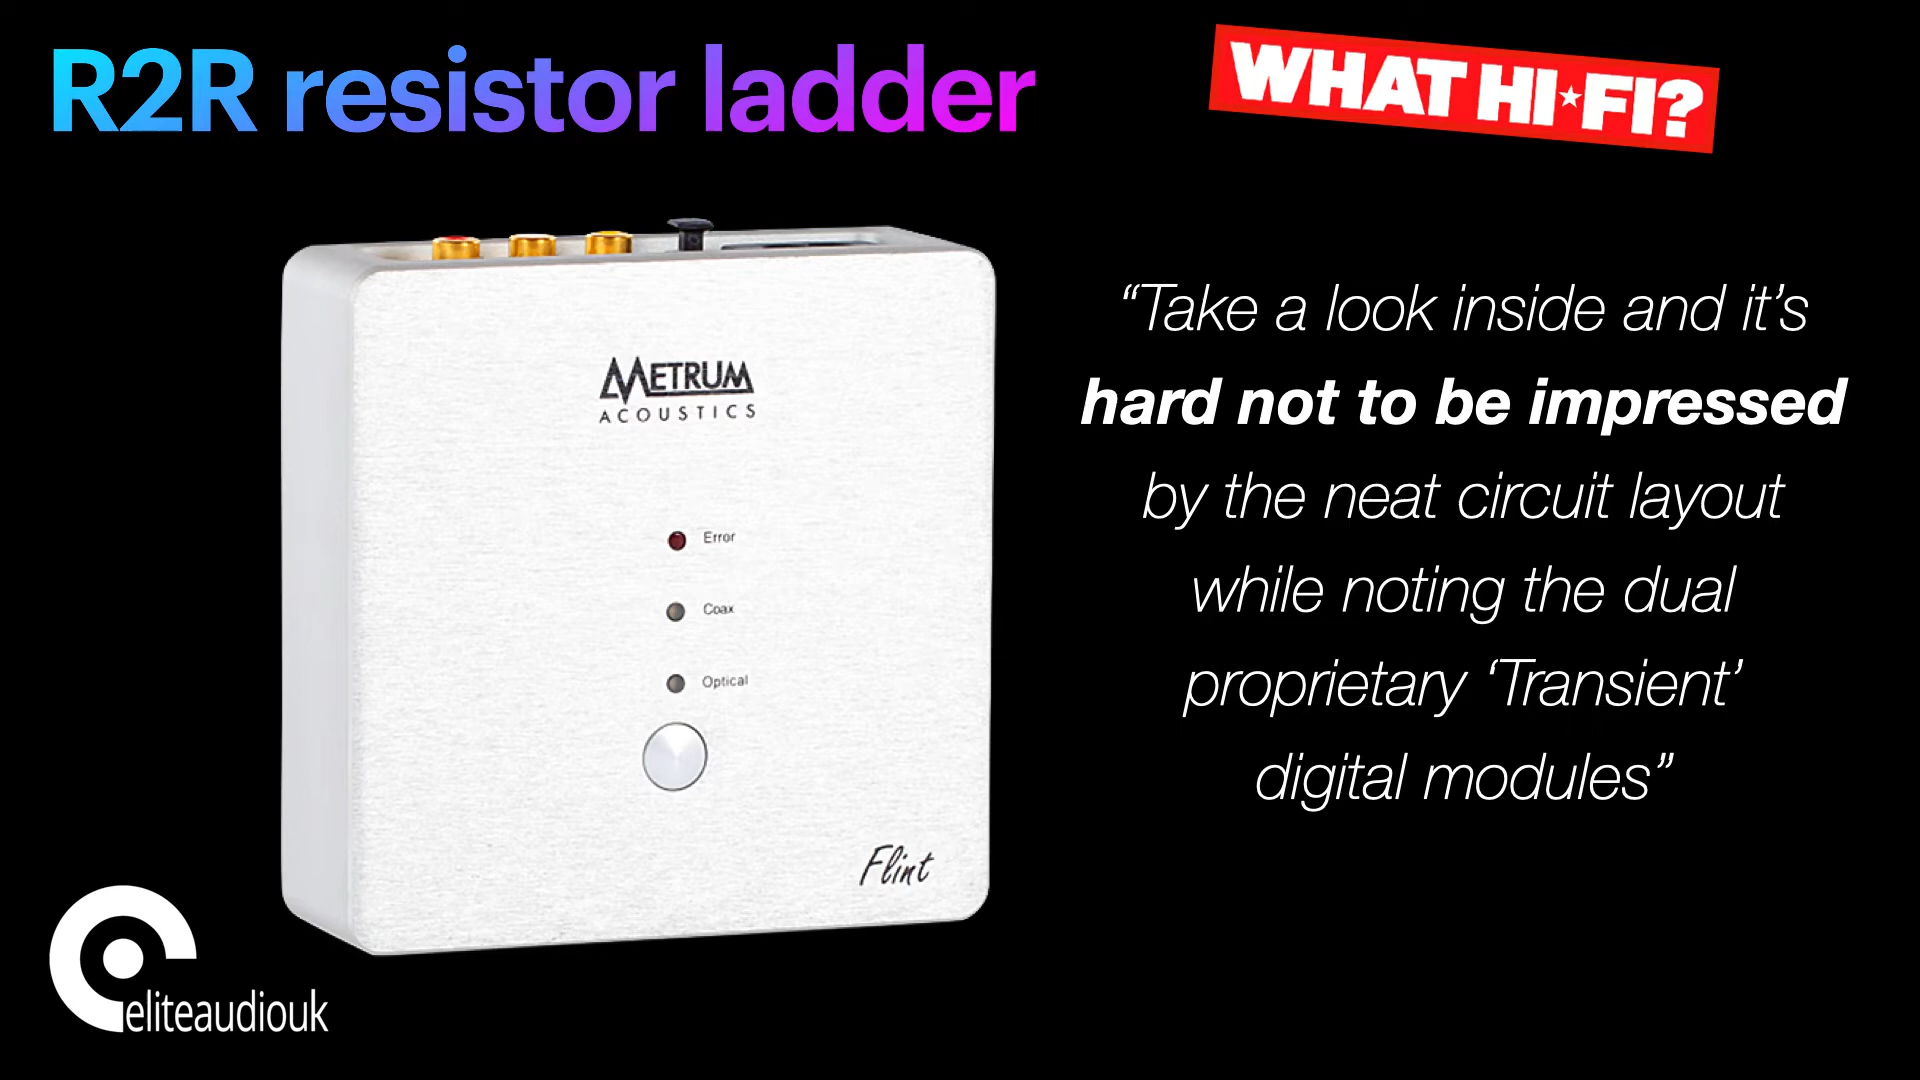 R2R resistor ladder
WHAT HI★FI?
METRUM
ACOUSTICS
Error
Coax
Optical
Flint
“Take a look inside and it’s
hard not to be impressed
by the neat circuit layout
while noting the dual
proprietary ‘Transient’
digital modules”
eliteaudiouk